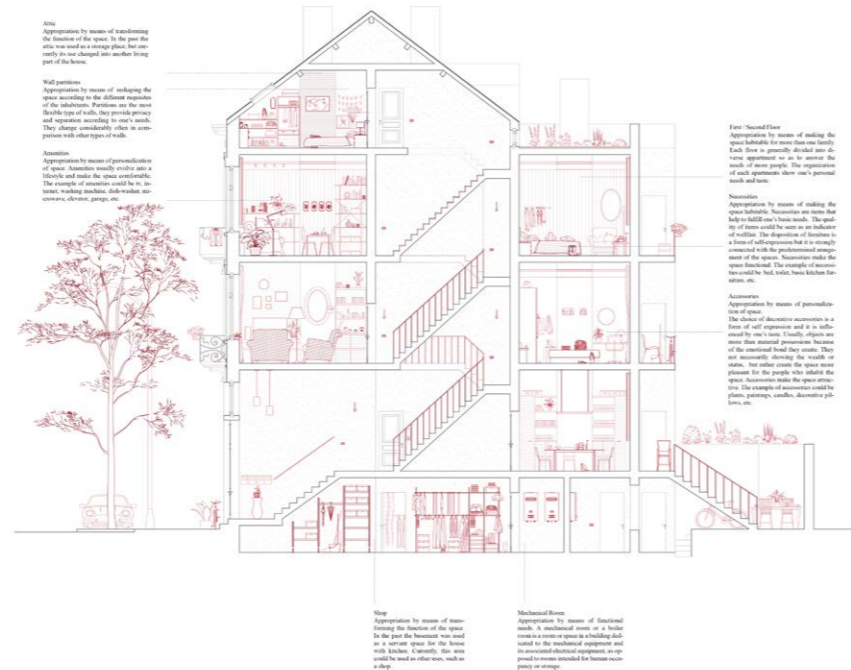 Attic
Appropriation by means of transforming
the function of the space. In the past the
attic was used as a storage place, but cur-
rently its use changed into another living
part of the house.
Wall partitions
Appropriation by means of reshaping the
space according to the different requisites
of the inhabitants. Partitions are the most
flexible type of walls, they provide privacy
and separation according to one's needs.
They change considerably often in com-
parison with other types of walls.
Amenities
Appropriation by means of personalization
of space. Amenities usually evolve into a
lifestyle and make the space comfortable.
The example of amenities could be tv, in-
ternet, washing machine, dish-washer, mi-
crowave, elevator, garage, etc.
First / Second Floor
Appropriation by means of making the
space habitable for more than one family.
Each floor is generally divided into di-
verse appartment so as to answer the
needs of more people. The organization
of each apartments show one's personal
needs and taste.
Necessities
Appropriation by means of making the
space habitable. Necessities are items that
help to fulfill one's basic needs. The qual-
ity of items could be seen as an indicator
of welfare. The disposition of furniture is
a form of self-expression but it is strongly
connected with the predetermined arrange-
ment of the spaces. Necessities make the
space functional. The example of necessi-
ties could be bed, toilet, basic kitchen fur-
niture, etc.
Accessories
Appropriation by means of personaliza-
tion of space.
The choice of decorative accessories is a
form of self expression and it is influ-
enced by one's taste. Usually, objects are
more than material possessions because
of the emotional bond they create. They
not necessarily showing the wealth or
status, but rather create the space more
pleasant for the people who inhabit the
space. Accessories make the space attrac-
tive. The example of accessories could be
plants, paintings, candles, decorative pil-
lows, etc.
Shop
Appropriation by means of trans-
forming the function of the space.
In the past the basement was used
as a servant space for the house
with kitchen. Currently, this area
could be used as other uses, such as
a shop.
Mechanical Room
Appropriation by means of functional
needs. A mechanical room or a boiler
room is a room or space in a building dedi-
cated to the mechanical equipment and
its associated electrical equipment, as op-
posed to rooms intended for human occu-
pancy or storage.